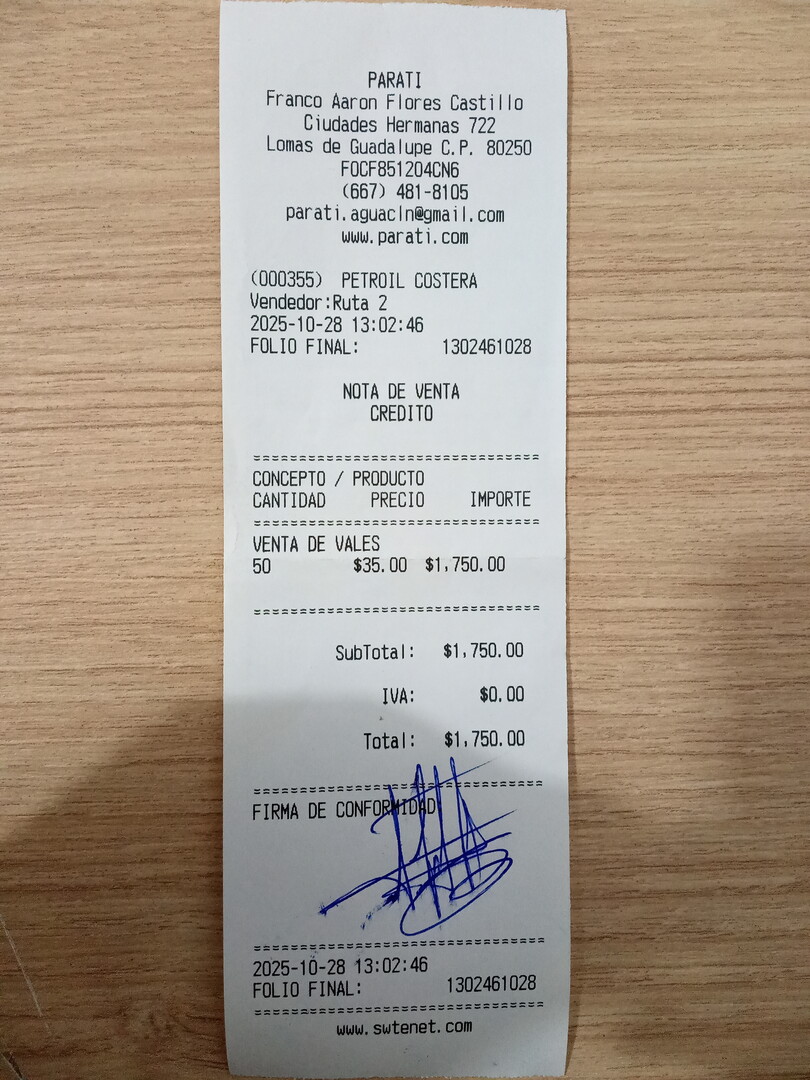 PARATI
Franco Aaron Flores Castillo
Ciudades Hermanas 722
Lomas de Guadalupe C.P. 80250
FOCF851204CN6
(667) 481-8105
parati.aguacln@gmail.com
www.parati.com
(000355) PETROIL COSTERA
Vendedor:Ruta 2
2025-10-28 13:02:46
FOLIO FINAL: 1302461028
NOTA DE VENTA
CREDITO
CONCEPTO / PRODUCTO
CANTIDAD PRECIO IMPORTE
VENTA DE VALES
50 $35.00 $1,750.00
SubTotal: $1,750.00
IVA: $0.00
Total: $1,750.00
FIRMA DE CONFORMIDAD
2025-10-28 13:02:46
FOLIO FINAL: 1302461028
www.swtenet.com